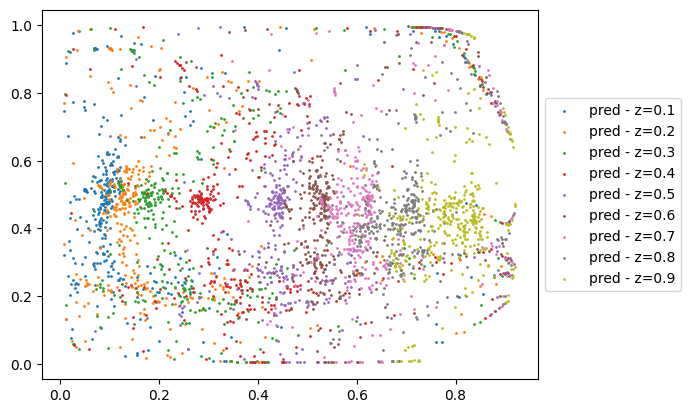 1.0
0.8
0.6
0.4
0.2
0.0
0.0 0.2 0.4 0.6 0.8
pred - z=0.1
pred - z=0.2
pred - z=0.3
pred - z=0.4
pred - z=0.5
pred - z=0.6
pred - z=0.7
pred - z=0.8
pred - z=0.9